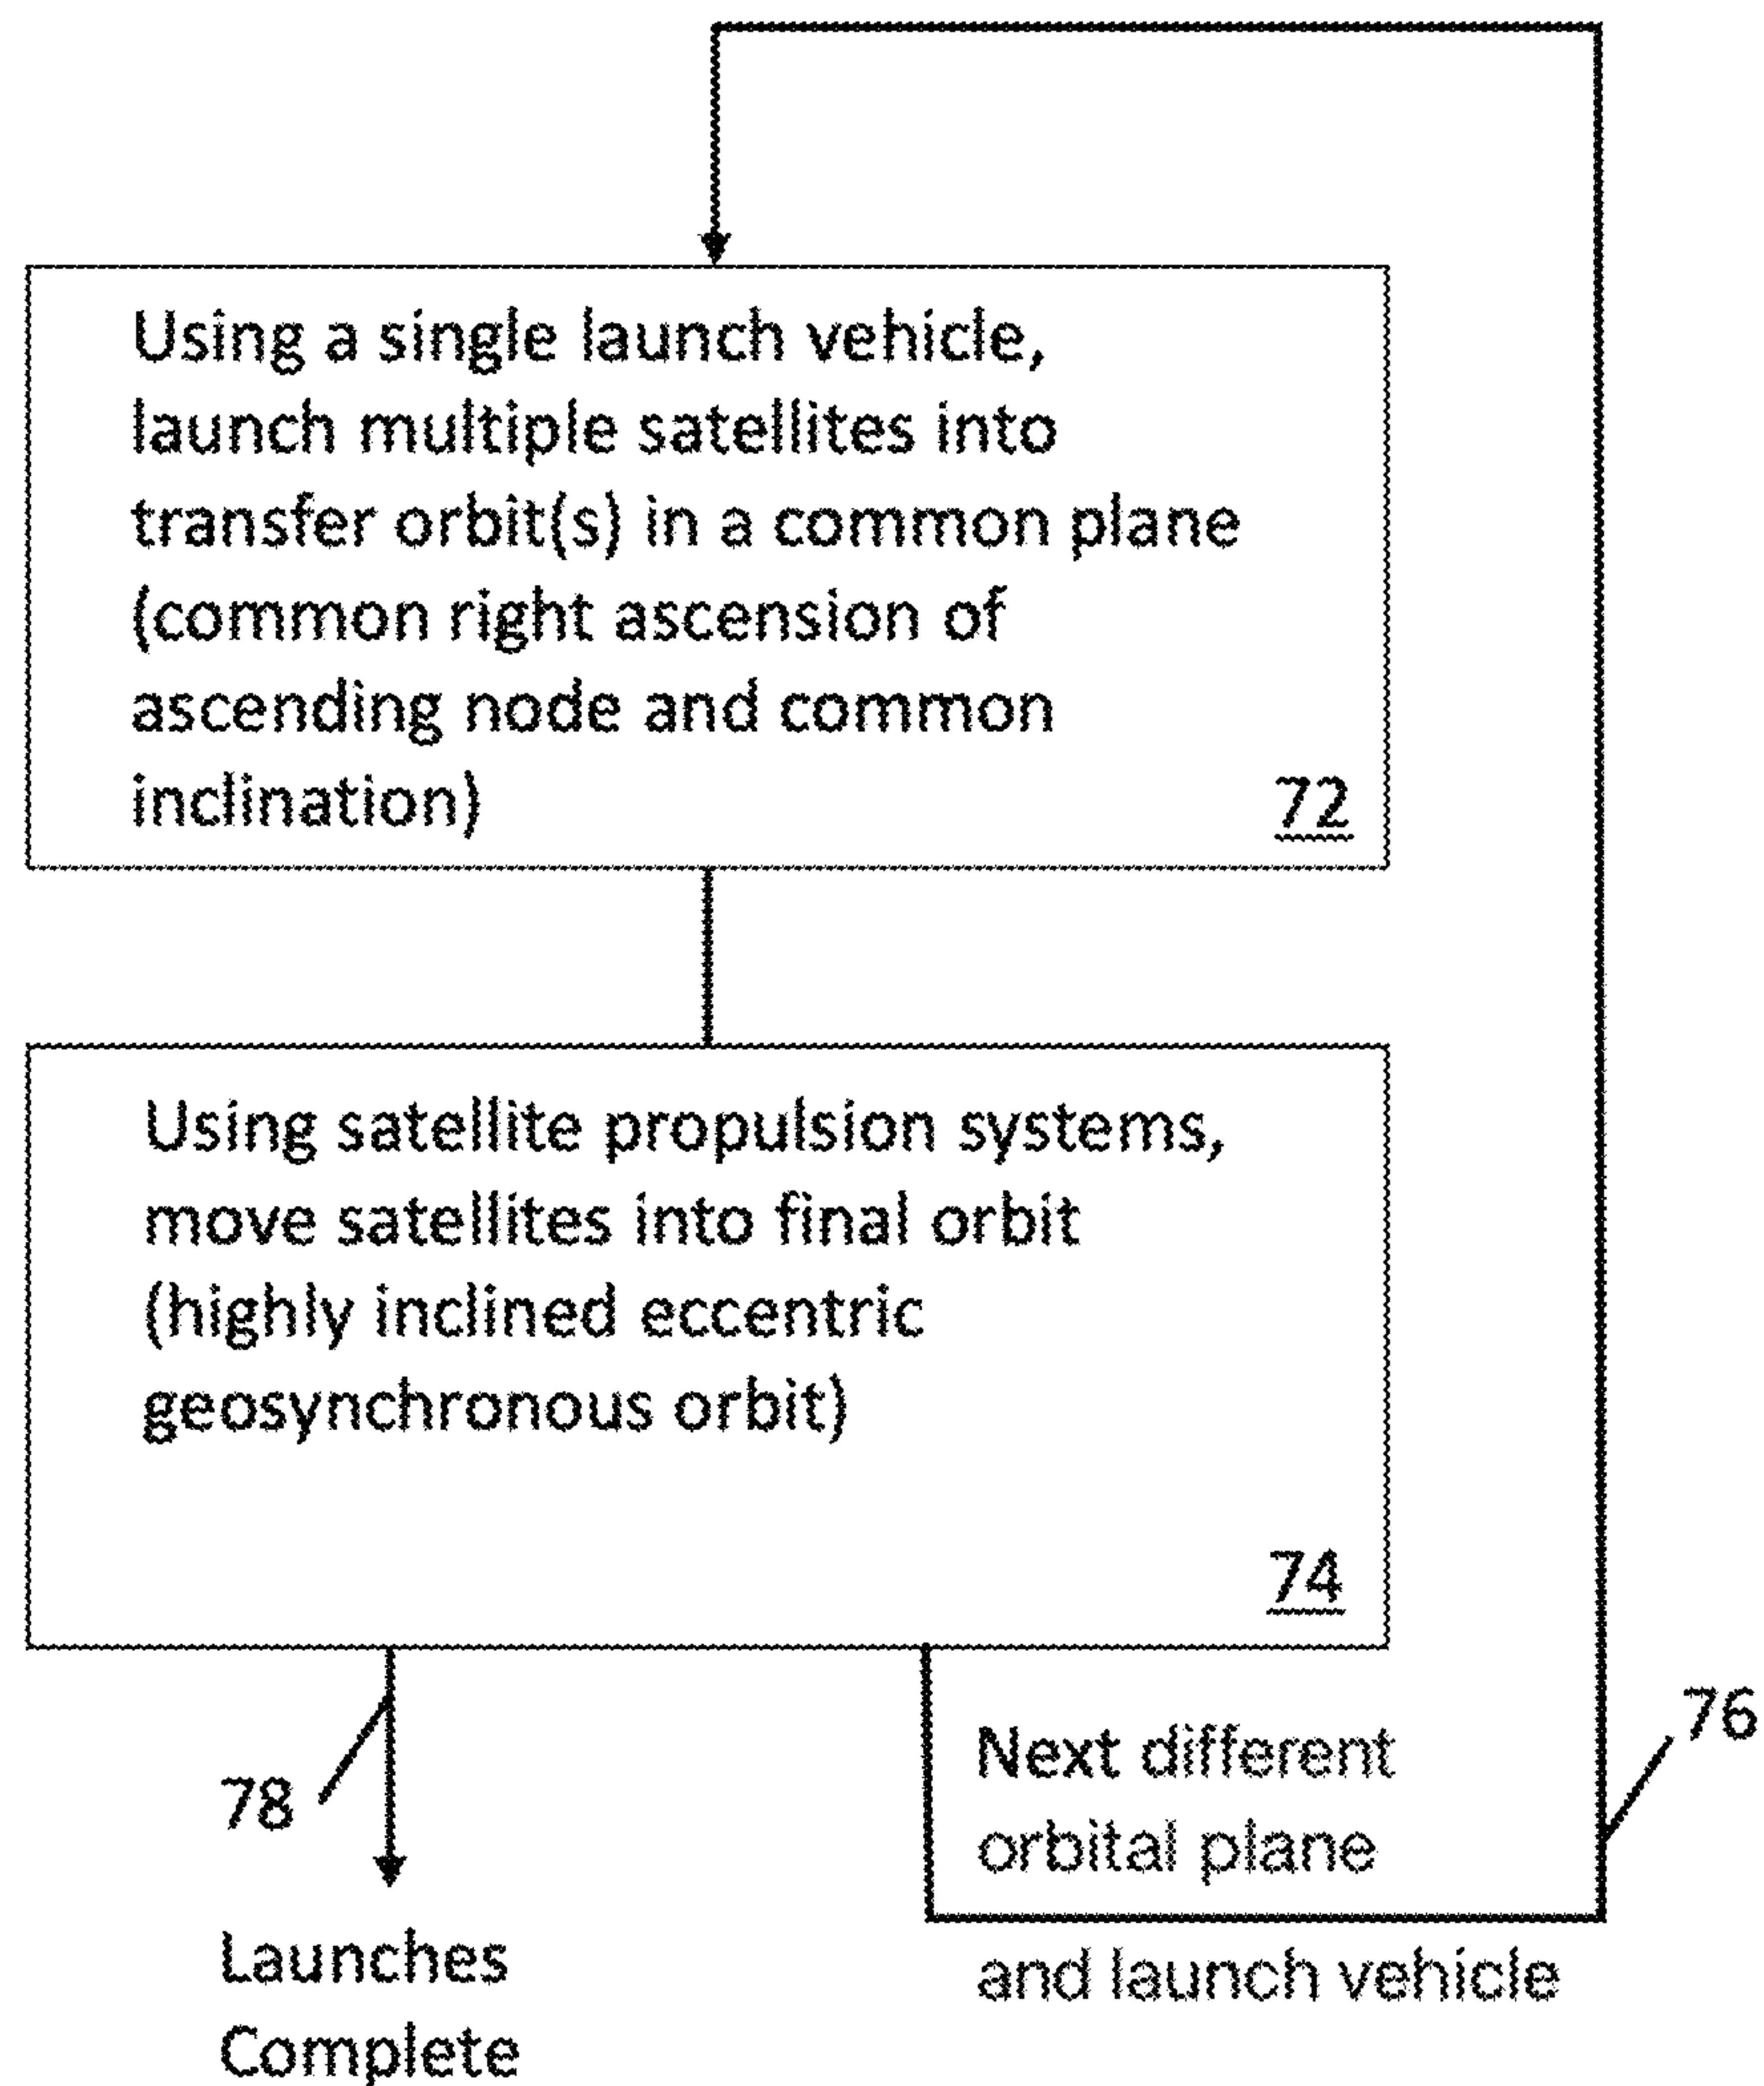 Using a single launch vehicle,
launch multiple satellites into
transfer orbit(s) in a common plane
(common right ascension of
ascending node and common
inclination)
72
Using satellite propulsion systems,
move satellites into final orbit
(highly inclined eccentric
geosynchronous orbit)
74
76
78
Next different
orbital plane
and launch vehicle
Launches
Complete